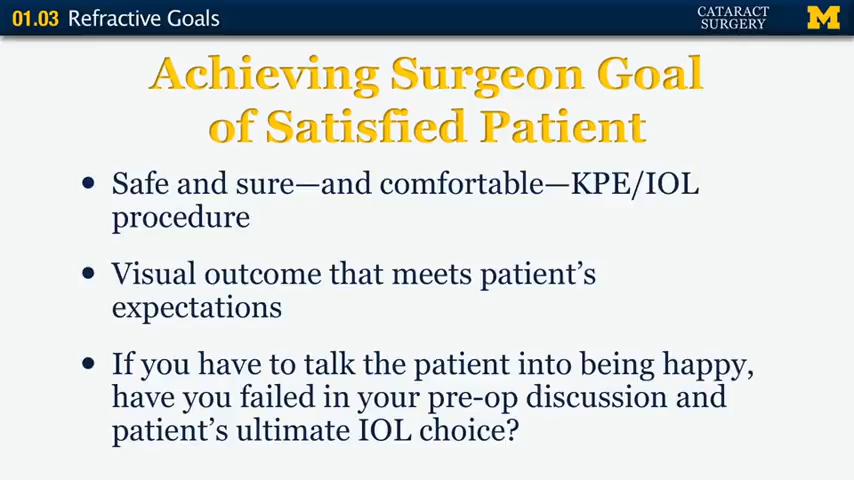 01.03 Refractive Goals
CATARACT
SURGERY
M
Achieving Surgeon Goal
of Satisfied Patient
• Safe and sure—and comfortable—KPE/IOL
procedure
• Visual outcome that meets patient’s
expectations
• If you have to talk the patient into being happy,
have you failed in your pre-op discussion and
patient’s ultimate IOL choice?